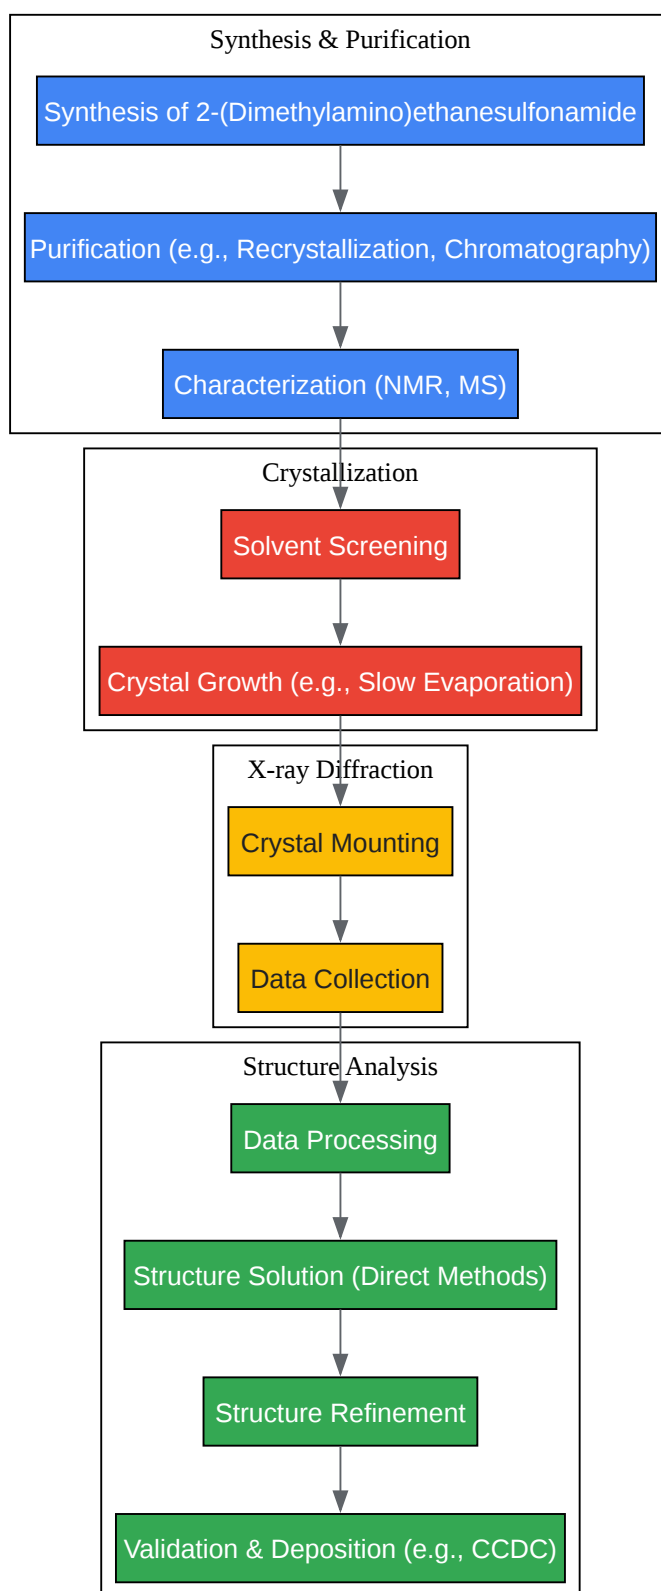 Synthesis & Purification
Synthesis of 2-(Dimethylamino)ethanesulfonamide
Purification (e.g., Recrystallization, Chromatography)
Characterization (NMR, MS)
Crystallization
Solvent Screening
Crystal Growth (e.g., Slow Evaporation)
X-ray Diffraction
Crystal Mounting
Data Collection
Structure Analysis
Data Processing
Structure Solution (Direct Methods)
Structure Refinement
Validation & Deposition (e.g., CCDC)